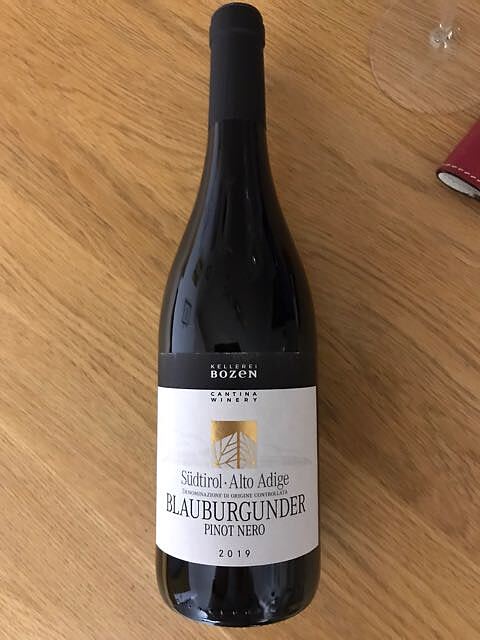 KELLEREI
BOZEN
CANTINA
WINERY
Südtirol · Alto Adige
DENOMINAZIONE DI ORIGINE CONTROLLATA
BLAUBURGUNDER
PINOT NERO
2019